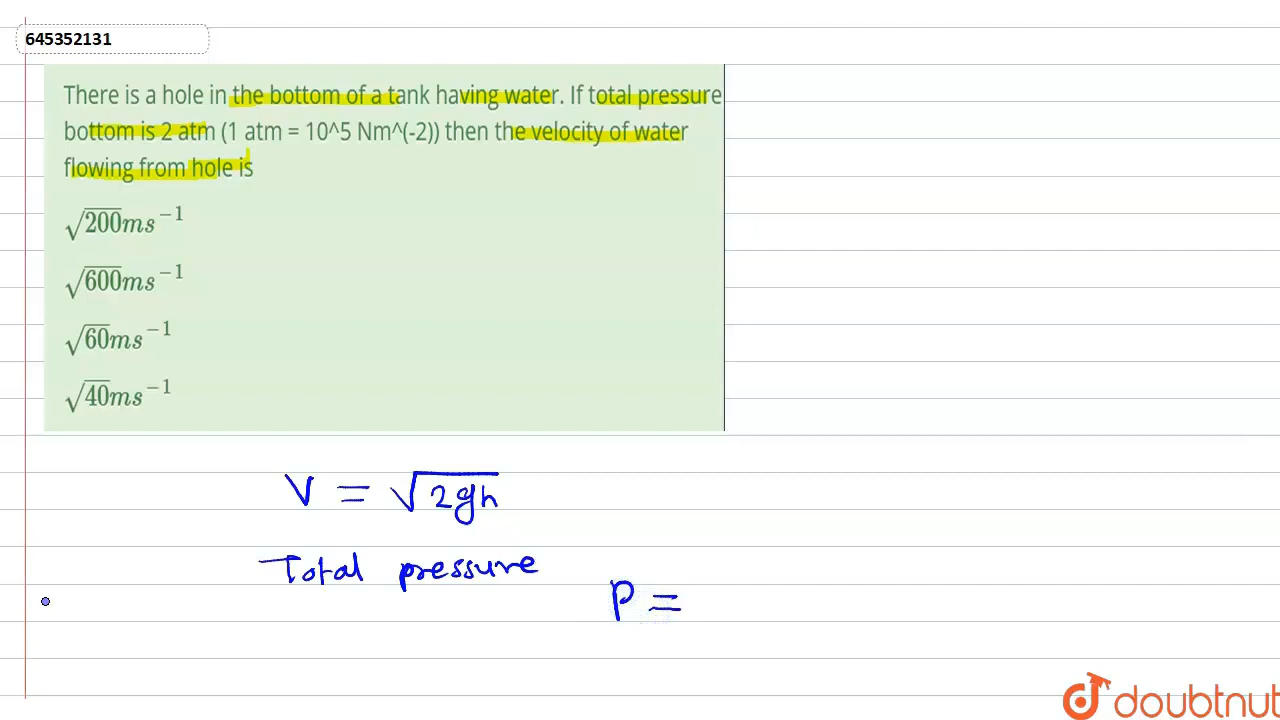 645352131
There is a hole in the bottom of a tank having water. If total pressure
bottom is 2 atm (1 atm = 10^5 Nm^(-2)) then the velocity of water
flowing from hole is
√200 ms⁻¹
√600 ms⁻¹
√60 ms⁻¹
√40 ms⁻¹
V = √2gh
Total pressure
P =
doubtnut